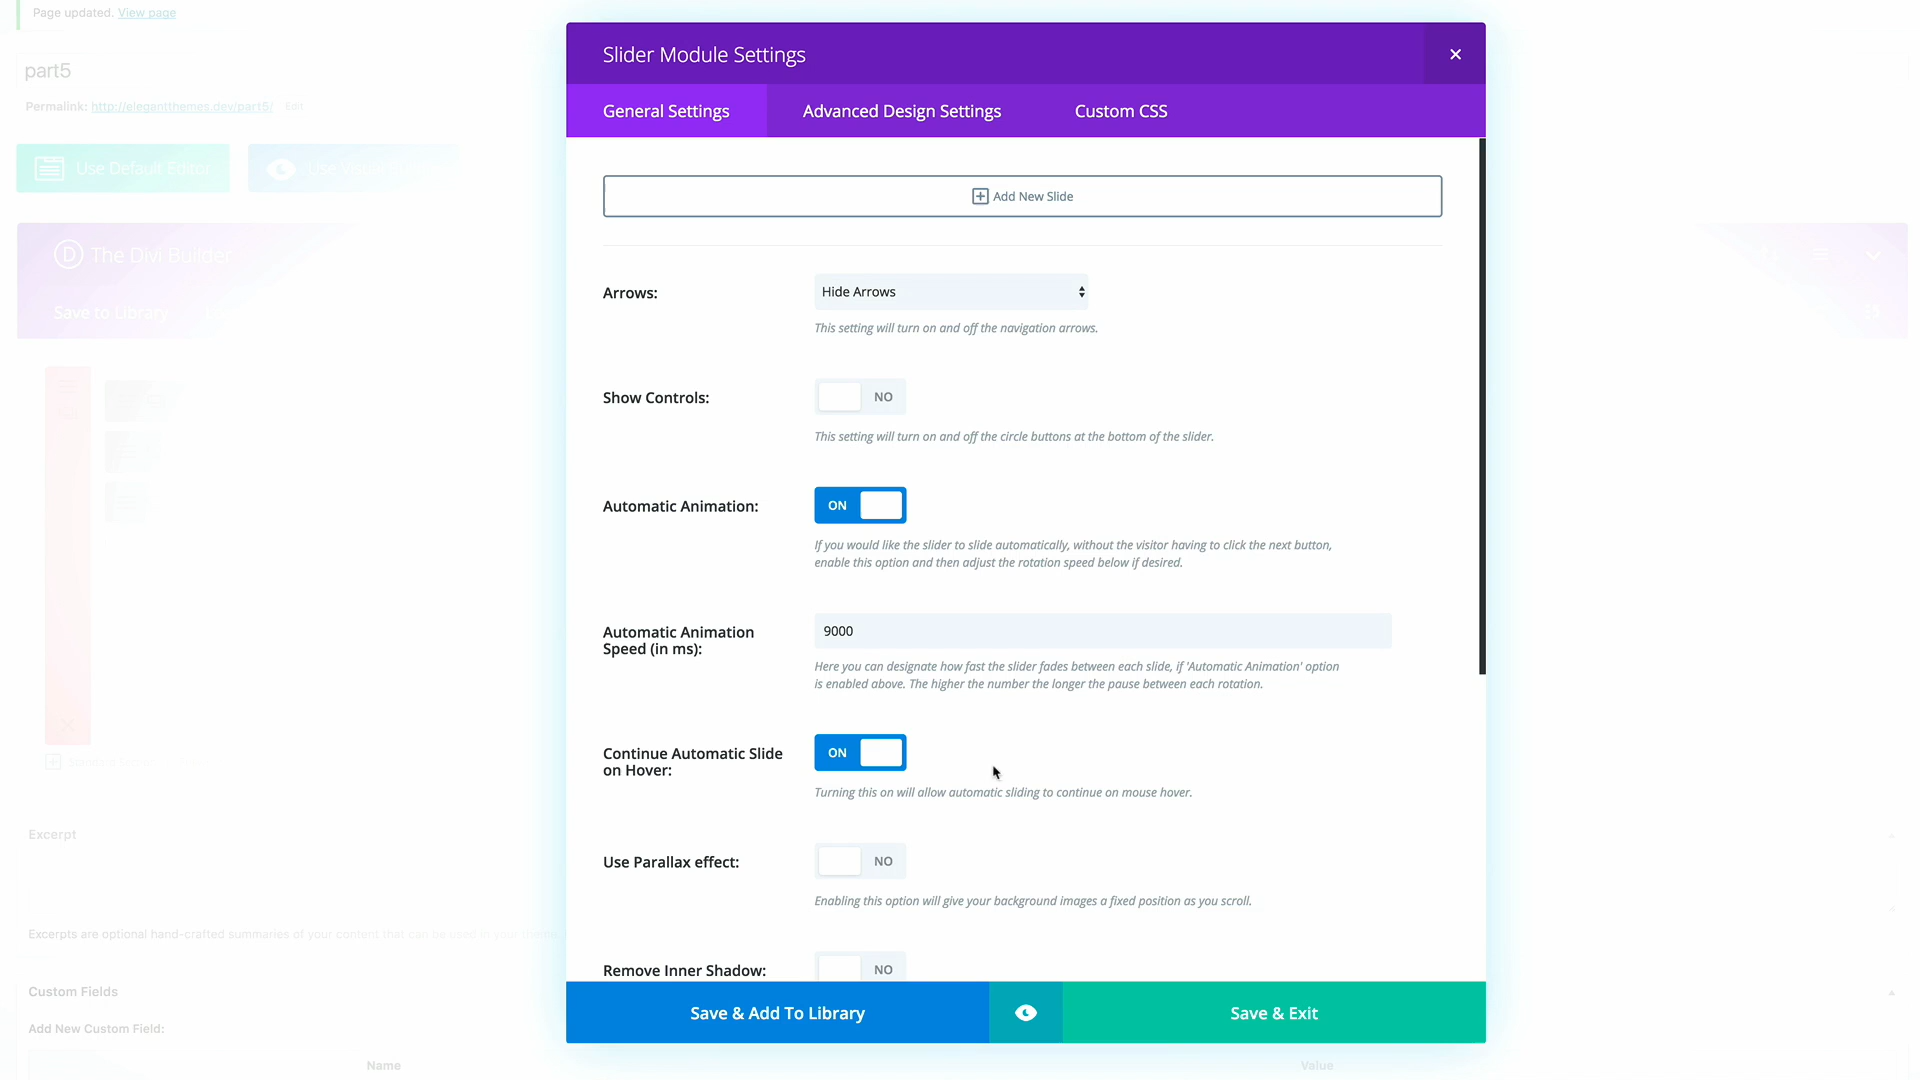 Page updated. View page
part5
Permalink: http://elegantthemes.dev/part5/ Edit
Use Default Editor
The Divi Builder
Save to Library
Excerpt
Excerpts are optional hand-crafted summaries of your content that can be used in your theme.
Custom Fields
Add New Custom Field:
Name
Value
Slider Module Settings
General Settings
Advanced Design Settings
Custom CSS
Add New Slide
Arrows:
Hide Arrows
This setting will turn on and off the navigation arrows.
Show Controls:
NO
This setting will turn on and off the circle buttons at the bottom of the slider.
Automatic Animation:
ON
If you would like the slider to slide automatically, without the visitor having to click the next button,
enable this option and then adjust the rotation speed below if desired.
Automatic Animation
Speed (in ms):
9000
Here you can designate how fast the slider fades between each slide, if 'Automatic Animation' option
is enabled above. The higher the number the longer the pause between each rotation.
Continue Automatic Slide
on Hover:
ON
Turning this on will allow automatic sliding to continue on mouse hover.
Use Parallax effect:
NO
Enabling this option will give your background images a fixed position as you scroll.
Remove Inner Shadow:
NO
Save & Add To Library
Save & Exit